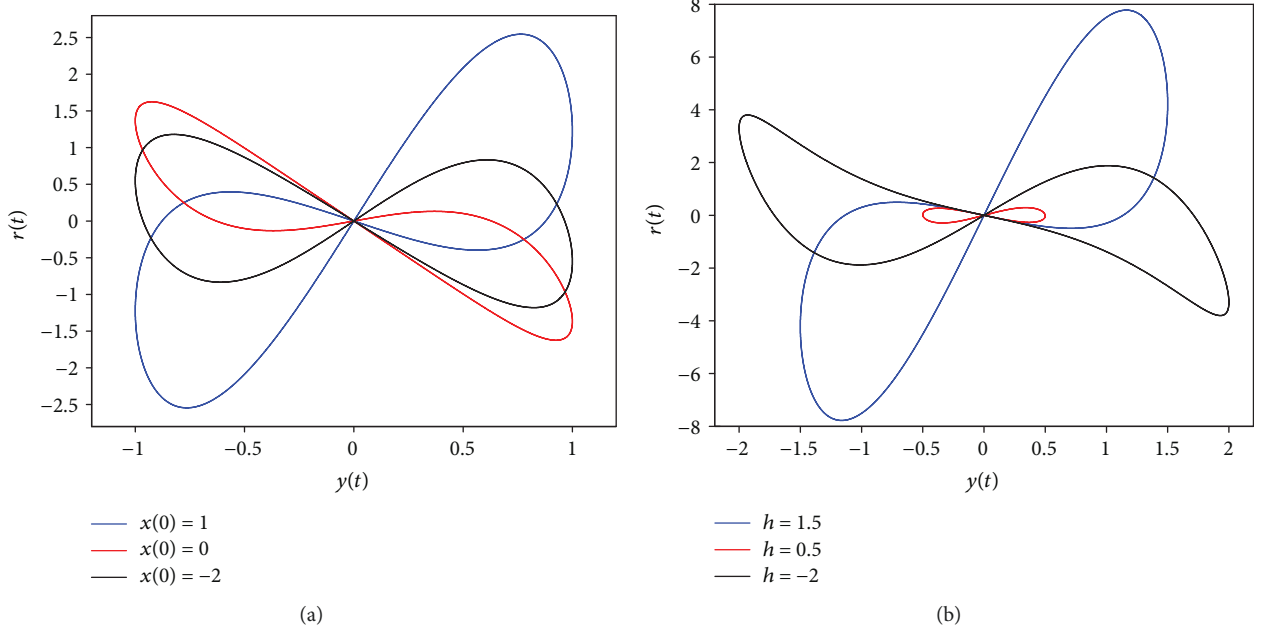 2.5
2
1.5
1
0.5
0
−0.5
−1
−1.5
−2
−2.5
r(t)
−1 −0.5 0 0.5 1
y(t)
x(0) = 1
x(0) = 0
x(0) = −2
(a)
8
6
4
2
0
−2
−4
−6
−8
r(t)
−2 −1.5 −1 −0.5 0 0.5 1 1.5 2
y(t)
h = 1.5
h = 0.5
h = −2
(b)